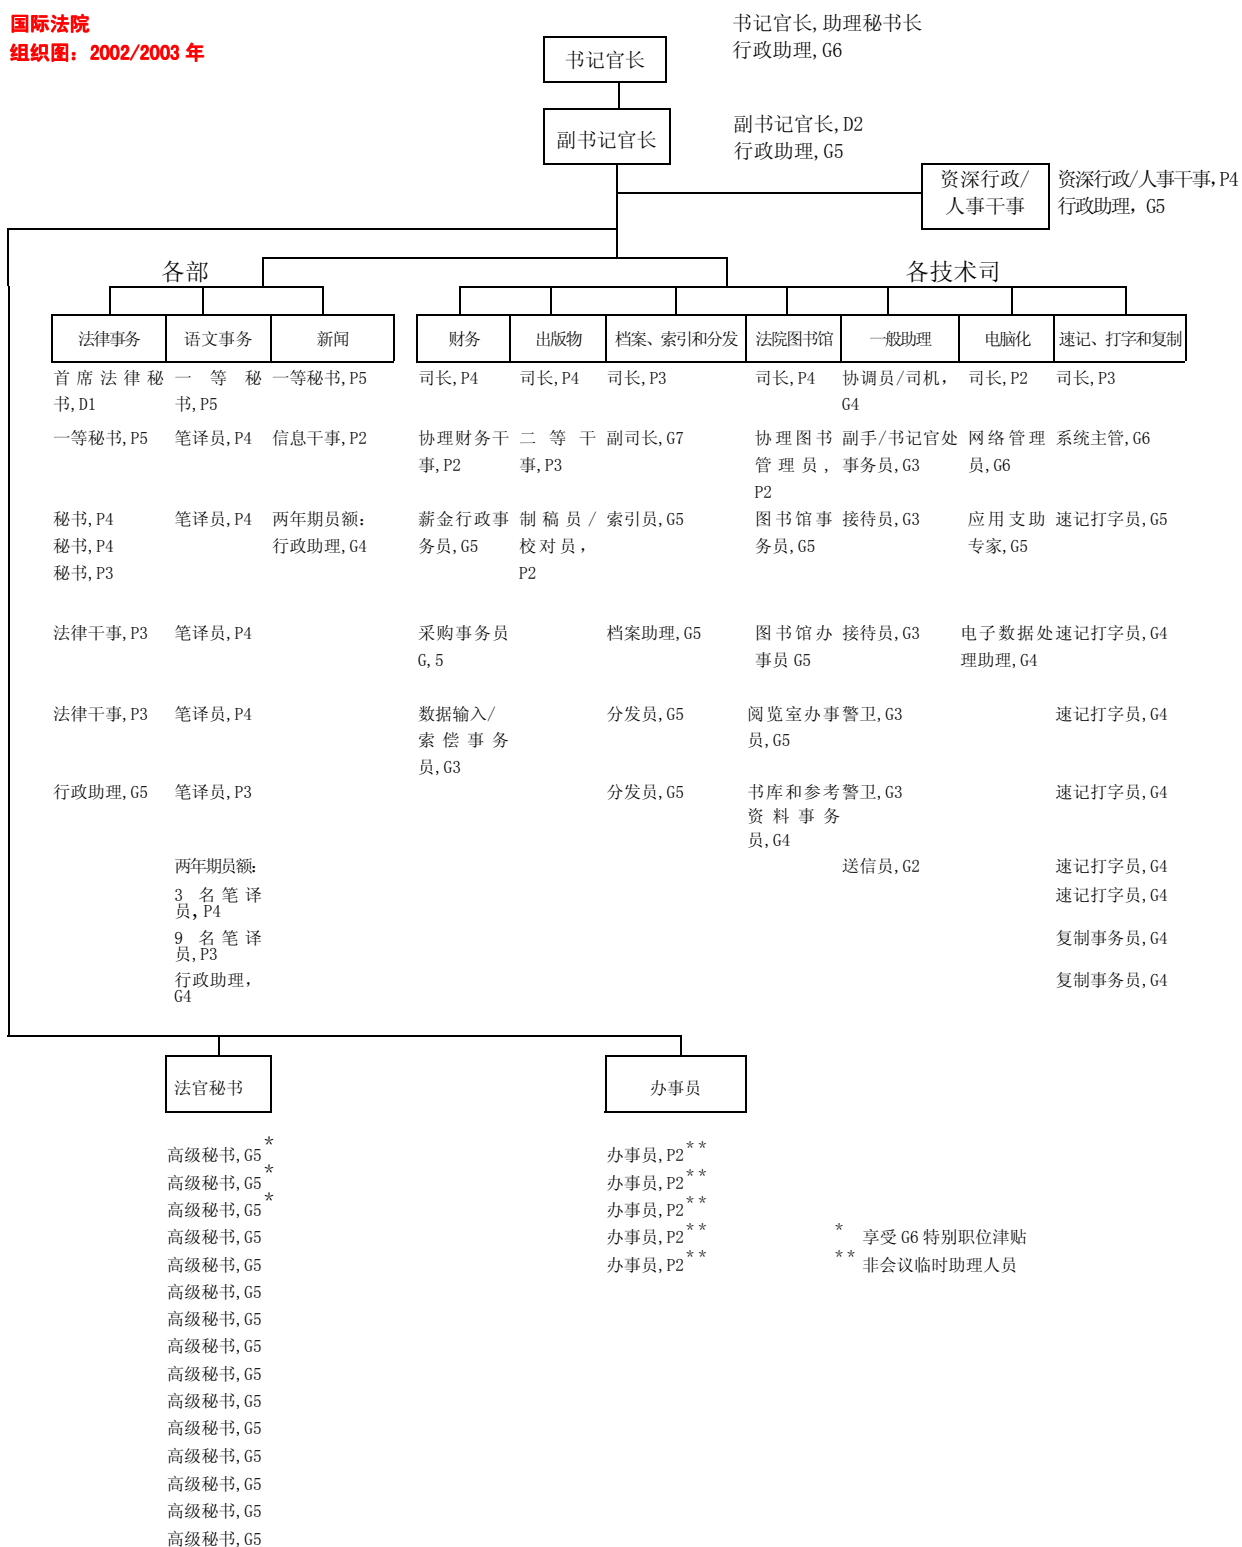 国际法院
组织图：2002/2003 年
书记官长
书记官长,助理秘书长
行政助理,G6
副书记官长
副书记官长,D2
行政助理,G5
资深行政/
人事干事
资深行政/人事干事,P4
行政助理，G5
各部
各技术司
法律事务
语文事务
新闻
财务
出版物
档案、索引和分发
法院图书馆
一般助理
电脑化
速记、打字和复制
首席法律秘
书,D1
一等秘
书,P5
一等秘书,P5
司长,P4
司长,P4
司长,P3
司长,P4
协调员/司机，
G4
司长,P2
司长,P3
一等秘书,P5
笔译员,P4
信息干事,P2
协理财务干
事,P2
二等干
事,P3
副司长,G7
协理图书
管理员，
P2
副手/书记官处
事务员,G3
网络管理
员,G6
系统主管,G6
秘书,P4
秘书,P4
秘书,P3
笔译员,P4
两年期员额：
行政助理,G4
薪金行政事
务员,G5
制稿员/
校对员，
P2
索引员,G5
图书馆事
务员,G5
接待员,G3
应用支助
专家,G5
速记打字员,G5
法律干事,P3
笔译员,P4
采购事务员
G,5
档案助理,G5
图书馆办
事员 G5
接待员,G3
电子数据处
理助理,G4
速记打字员,G4
法律干事,P3
笔译员,P4
数据输入/
索偿事务
员,G3
分发员,G5
阅览室办事
员,G5
警卫,G3
速记打字员,G4
行政助理,G5
笔译员,P3
分发员,G5
书库和参考
资料事务
员,G4
警卫,G3
速记打字员,G4
两年期员额：
送信员,G2
速记打字员,G4
3 名笔译
员，P4
速记打字员,G4
9 名笔译
员,P3
复制事务员,G4
行政助理，
G4
复制事务员,G4
法官秘书
办事员
高级秘书,G5*
办事员,P2**
高级秘书,G5*
办事员,P2**
高级秘书,G5*
办事员,P2**
高级秘书,G5
办事员,P2**
* 享受 G6 特别职位津贴
高级秘书,G5
办事员,P2**
** 非会议临时助理人员
高级秘书,G5
高级秘书,G5
高级秘书,G5
高级秘书,G5
高级秘书,G5
高级秘书,G5
高级秘书,G5
高级秘书,G5
高级秘书,G5
高级秘书,G5